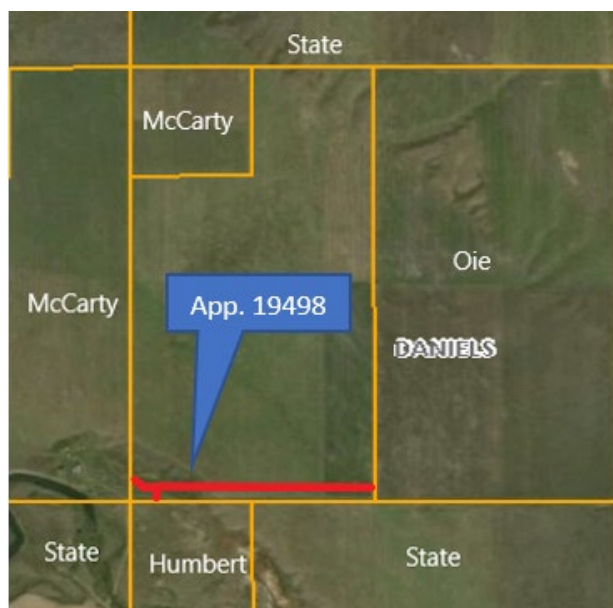 State
McCarty
Oie
McCarty
App. 19498
DANIELS
State
Humbert
State